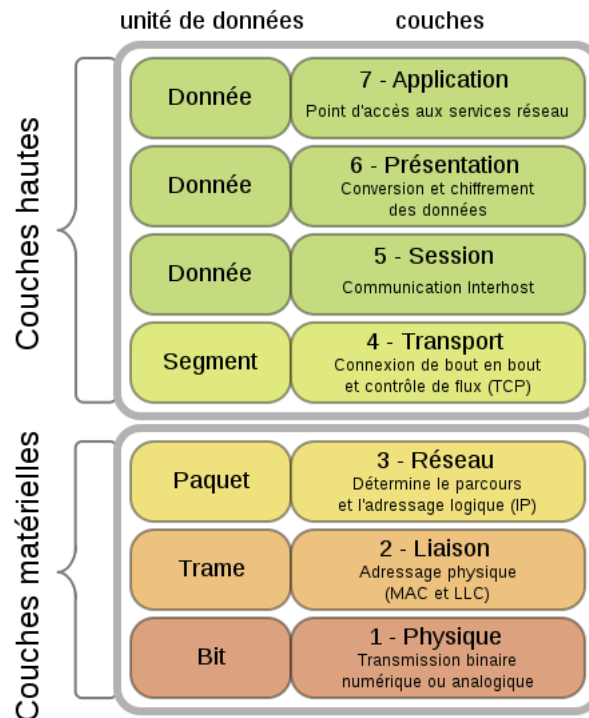 unité de données
couches
Couches hautes
Donnée
7 - Application
Point d'accès aux services réseau
Donnée
6 - Présentation
Conversion et chiffrement
des données
Donnée
5 - Session
Communication Interhost
Segment
4 - Transport
Connexion de bout en bout
et contrôle de flux (TCP)
Couches matérielles
Paquet
3 - Réseau
Détermine le parcours
et l'adressage logique (IP)
Trame
2 - Liaison
Adressage physique
(MAC et LLC)
Bit
1 - Physique
Transmission binaire
numérique ou analogique